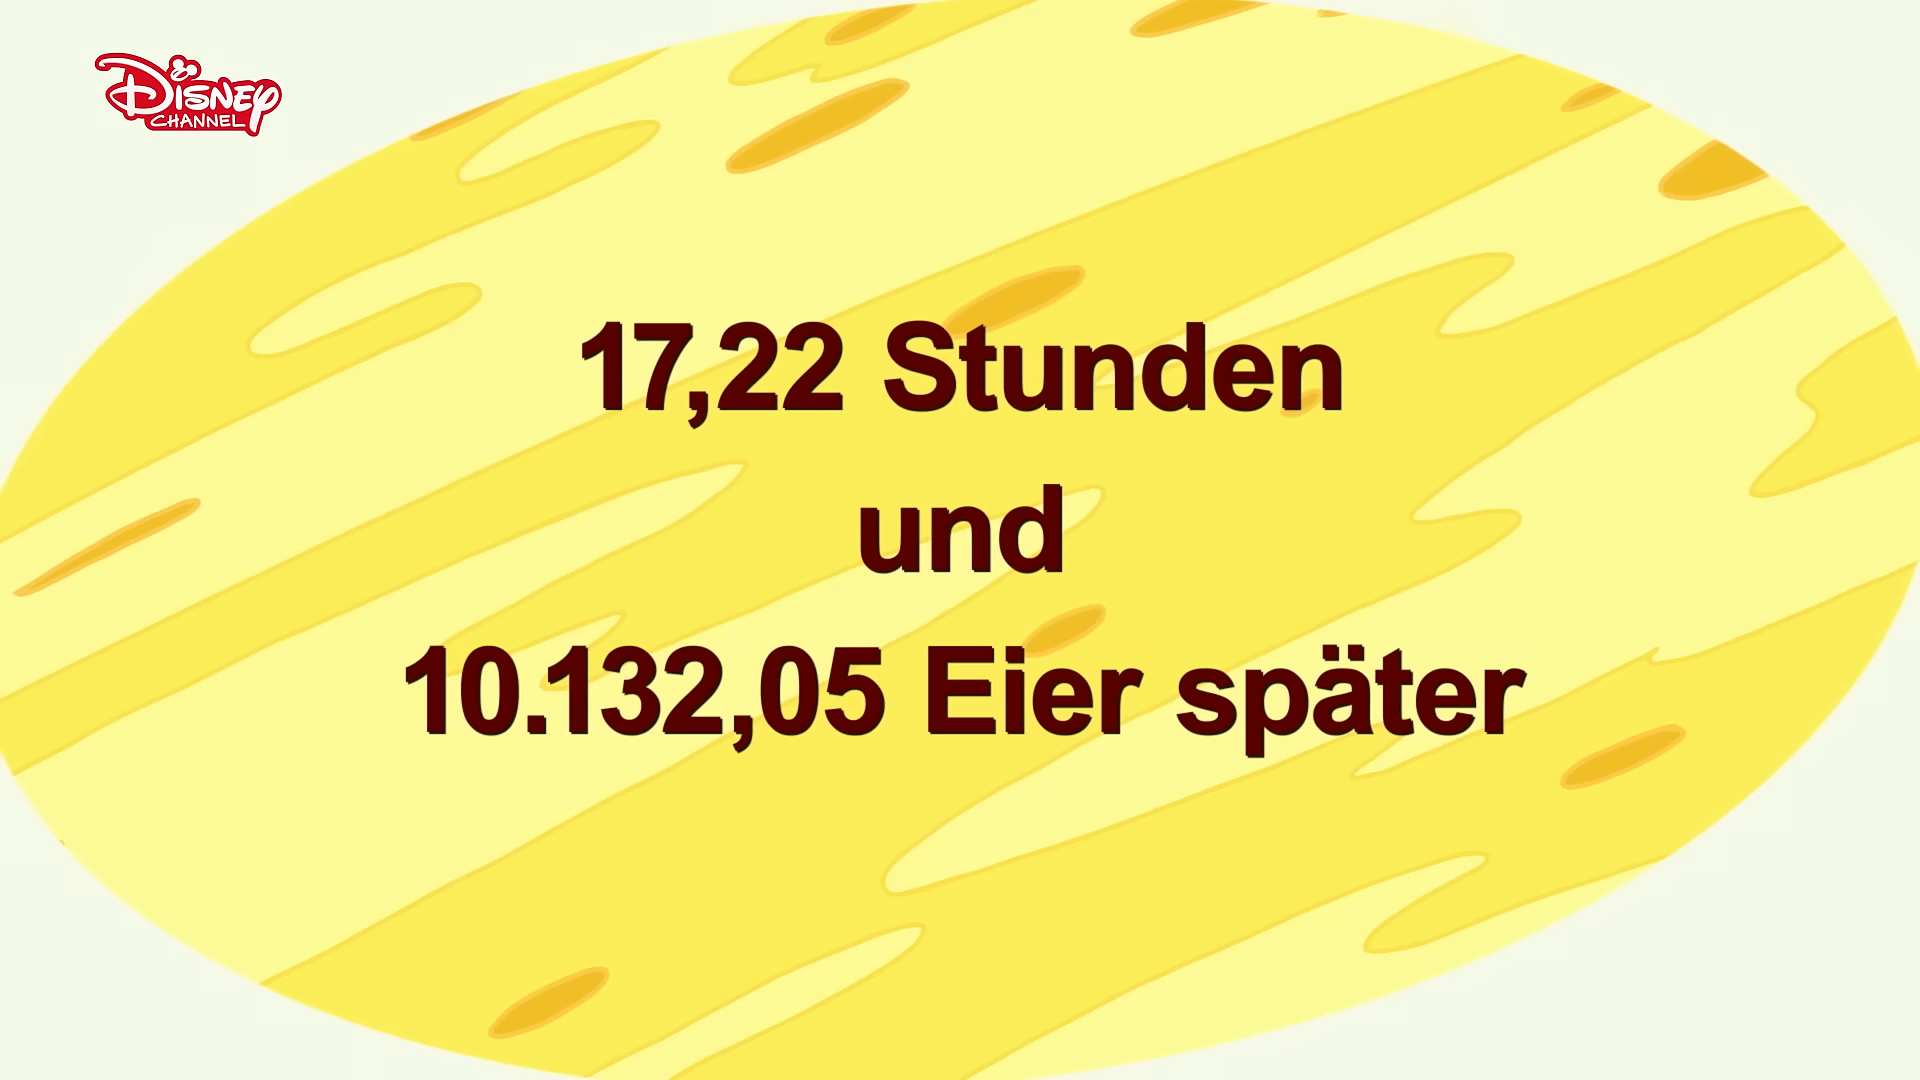 Disney
CHANNEL
17,22 Stunden
und
10.132,05 Eier später